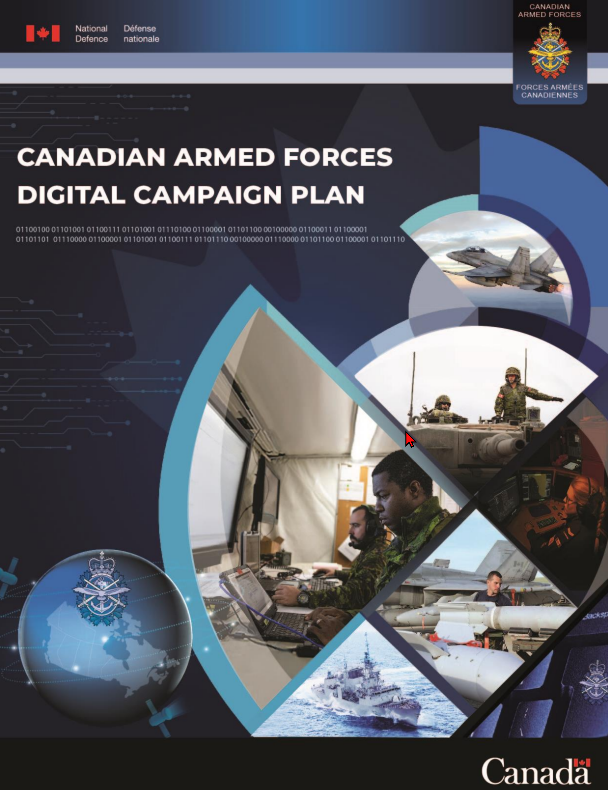 National
Defence
Défense
nationale
CANADIAN
ARMED FORCES
FORCES ARMÉES
CANADIENNES
CANADIAN ARMED FORCES
DIGITAL CAMPAIGN PLAN
01100100 01101001 01100111 01101001 01110100 01100001 01101100 00100000 01100011 01100001
01101101 01110000 01100001 01101001 01100111 01101110 00100000 01110000 01101100 01100001 01101110
Canada